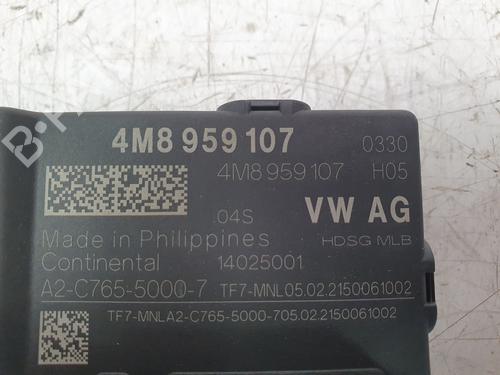 4M8 959 107 0330
4M8 959 107 H05
.04S VW AG
Made in Philippines HDSG MLB
Continental 14025001
A2-C765-5000-7 TF7-MNL05.02.2150061002
TF7-MNLA2-C765-5000-705.02.2150061002